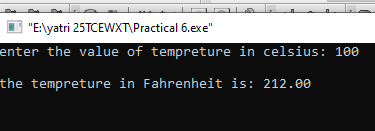 "E:\yatri 25TCEWXT\Practical 6.exe"
enter the value of tempreture in celsius: 100
the tempreture in Fahrenheit is: 212.00